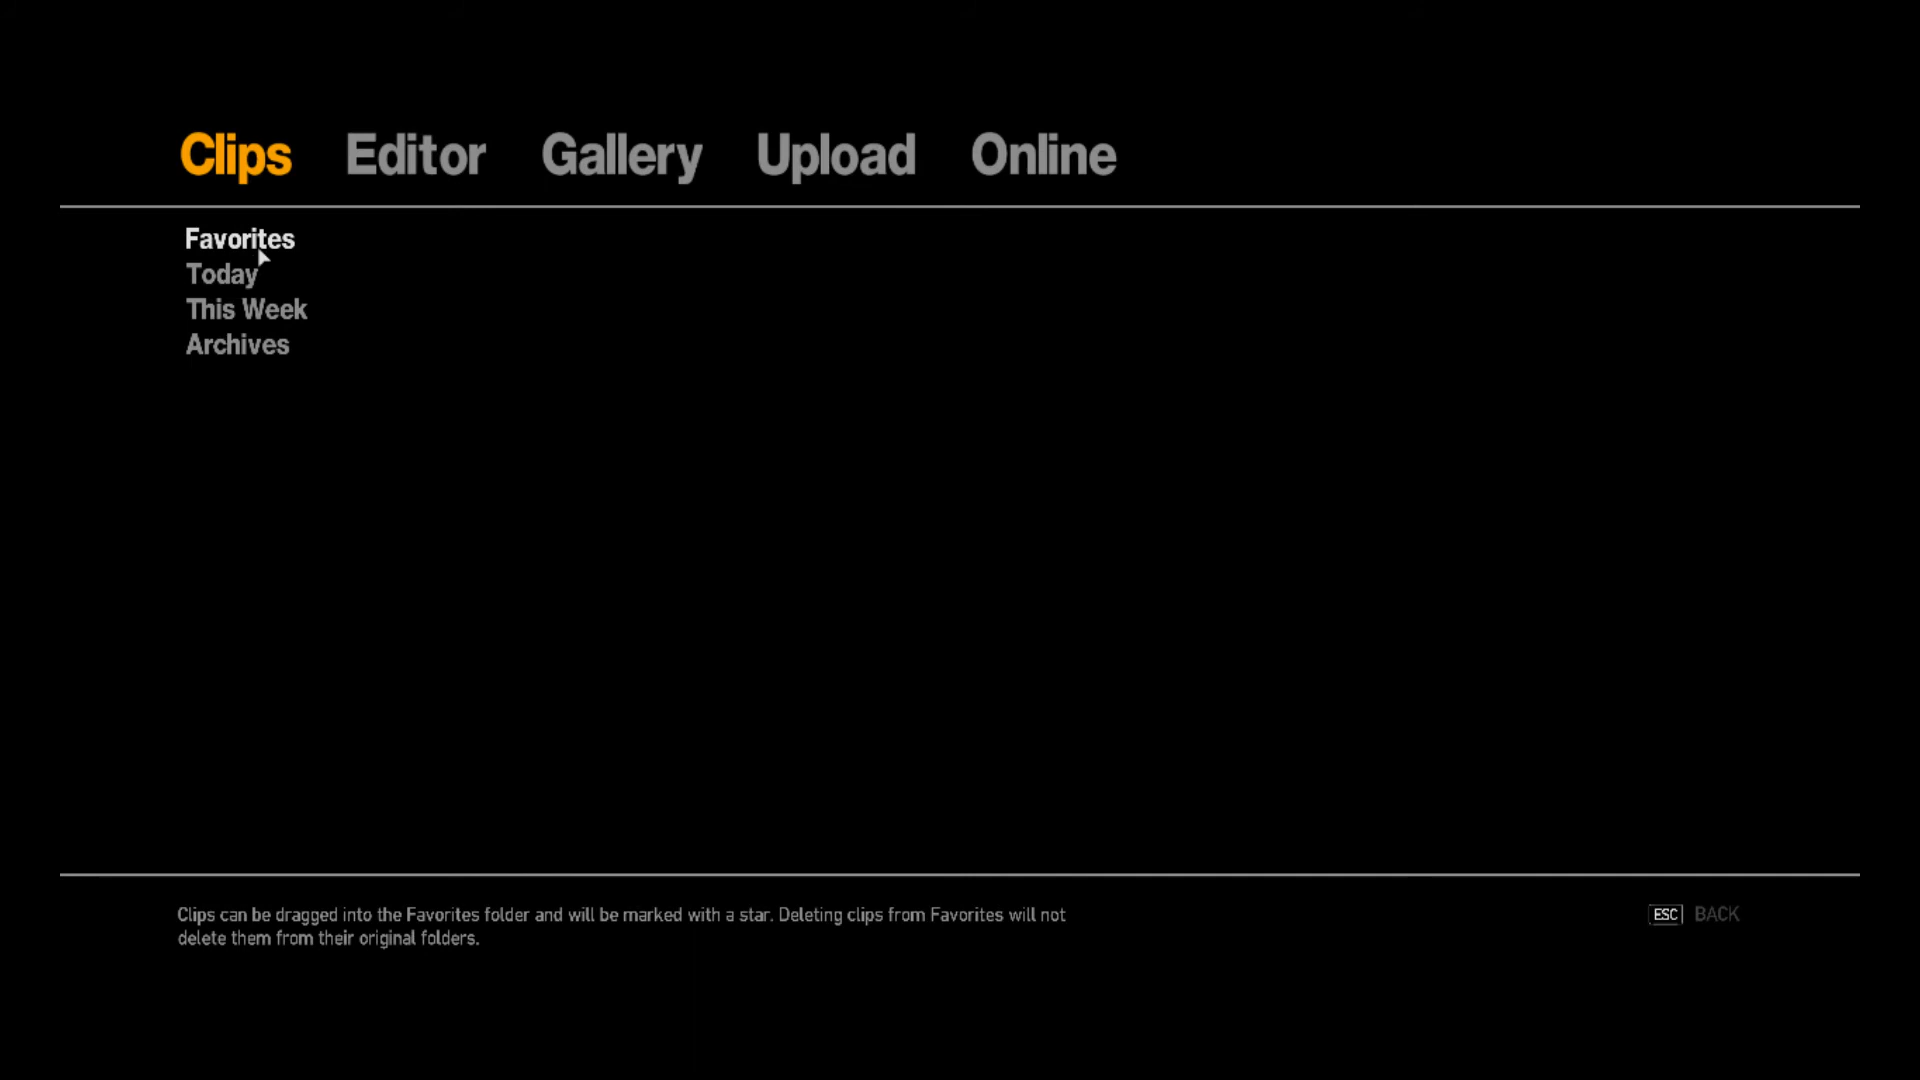 Clips Editor Gallery Upload Online
Favorites
Today
This Week
Archives
Clips can be dragged into the Favorites folder and will be marked with a star. Deleting clips from Favorites will not
delete them from their original folders.
ESC BACK